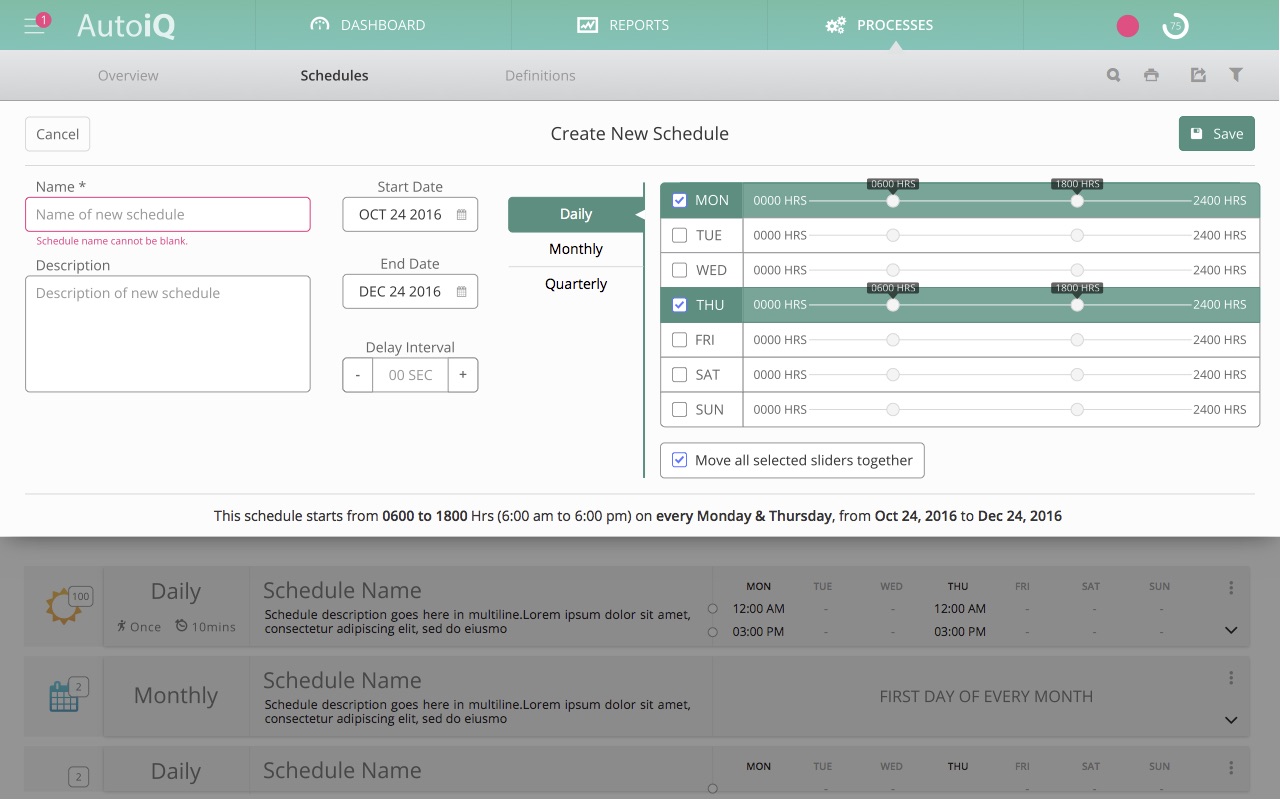 1
AutoiQ
DASHBOARD
REPORTS
PROCESSES
75
Overview
Schedules
Definitions
Cancel
Create New Schedule
Save
Name *
Name of new schedule
Schedule name cannot be blank.
Description
Description of new schedule
Start Date
OCT 24 2016
End Date
DEC 24 2016
Delay Interval
- 00 SEC +
Daily
Monthly
Quarterly
0600 HRS 1800 HRS
MON 0000 HRS 2400 HRS
TUE 0000 HRS 2400 HRS
WED 0000 HRS 2400 HRS
0600 HRS 1800 HRS
THU 0000 HRS 2400 HRS
FRI 0000 HRS 2400 HRS
SAT 0000 HRS 2400 HRS
SUN 0000 HRS 2400 HRS
Move all selected sliders together
This schedule starts from 0600 to 1800 Hrs (6:00 am to 6:00 pm) on every Monday & Thursday, from Oct 24, 2016 to Dec 24, 2016
100
Daily
Once 10mins
Schedule Name
Schedule description goes here in multiline.Lorem ipsum dolor sit amet,
consectetur adipiscing elit, sed do eiusmo
MON TUE WED THU FRI SAT SUN
12:00 AM - - 12:00 AM - - -
03:00 PM - - 03:00 PM - - -
2
Monthly
Schedule Name
Schedule description goes here in multiline.Lorem ipsum dolor sit amet,
consectetur adipiscing elit, sed do eiusmo
FIRST DAY OF EVERY MONTH
2
Daily
Schedule Name
MON TUE WED THU FRI SAT SUN
- - - - -